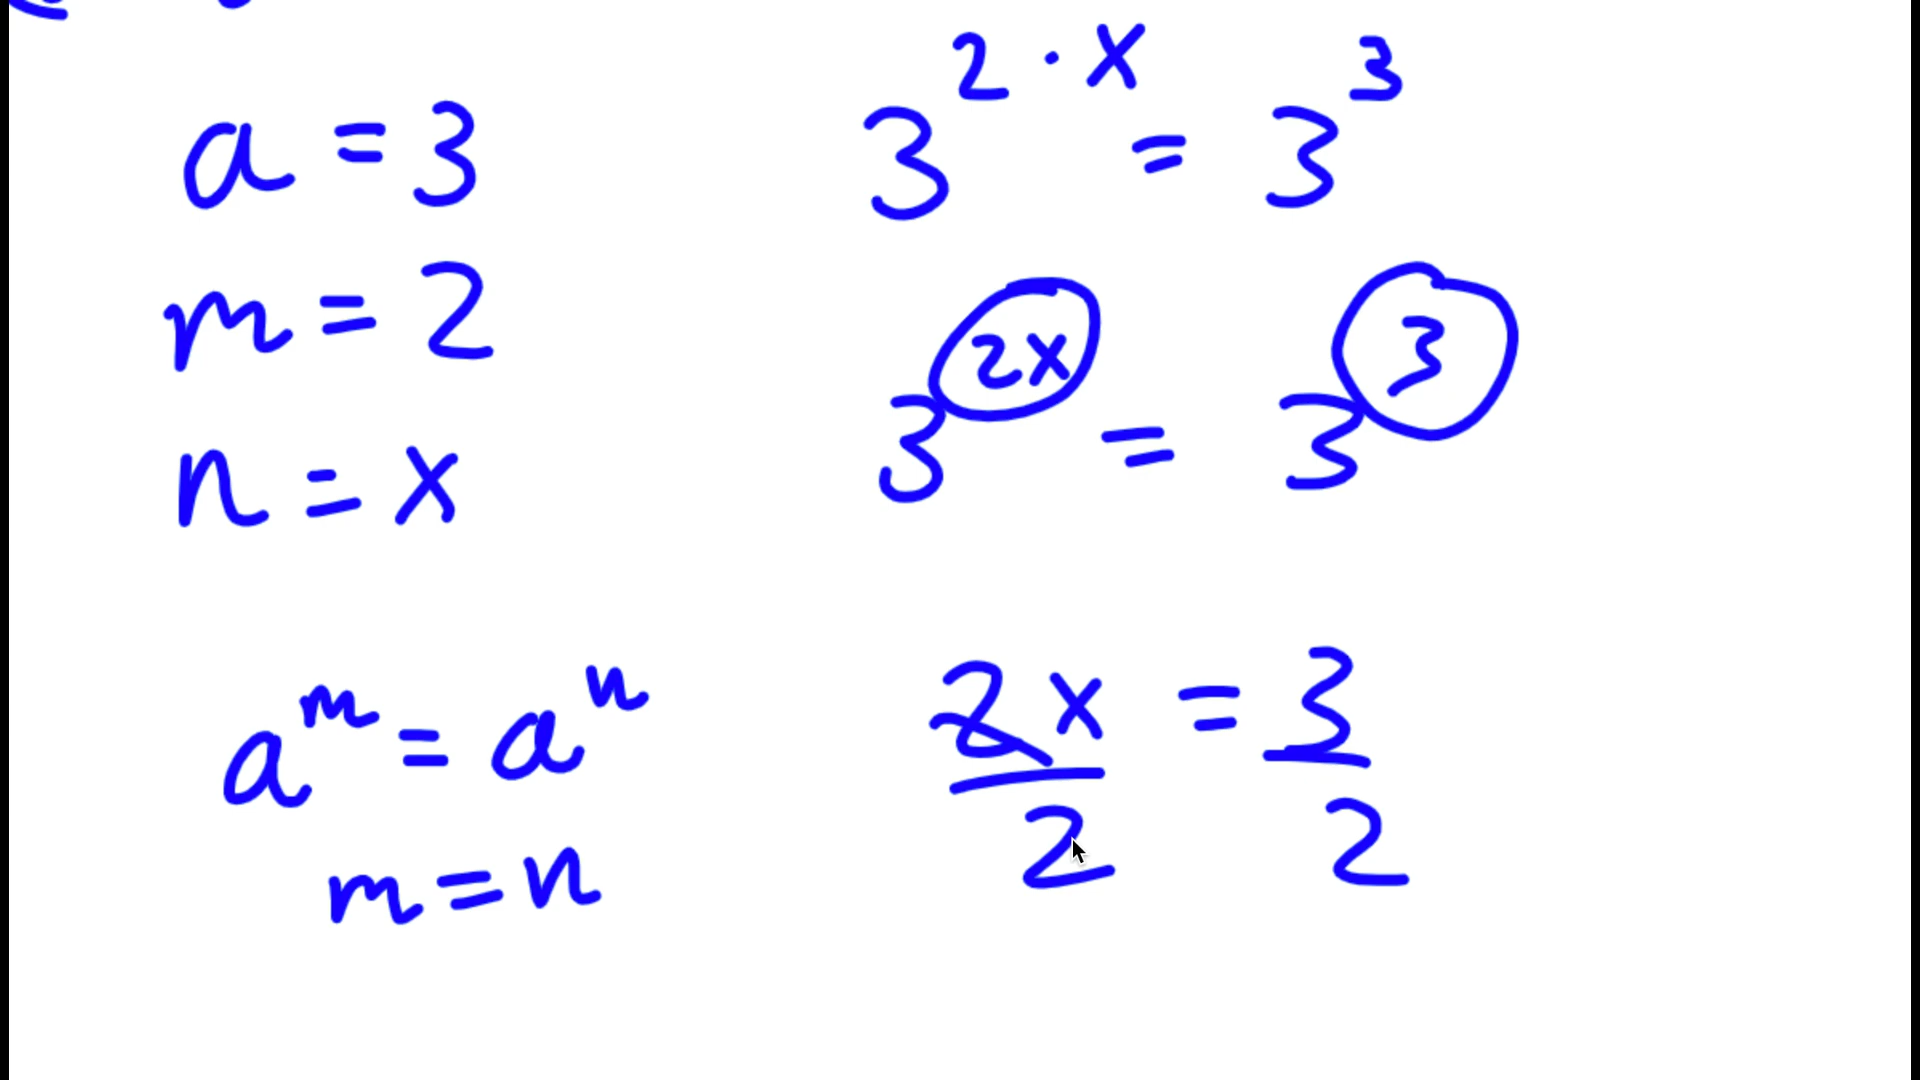 a = 3
m = 2
n = x
a^m = a^n
m = n
3^{2 · x} = 3^3
3^{2x} = 3^3
2x = 3
2 2